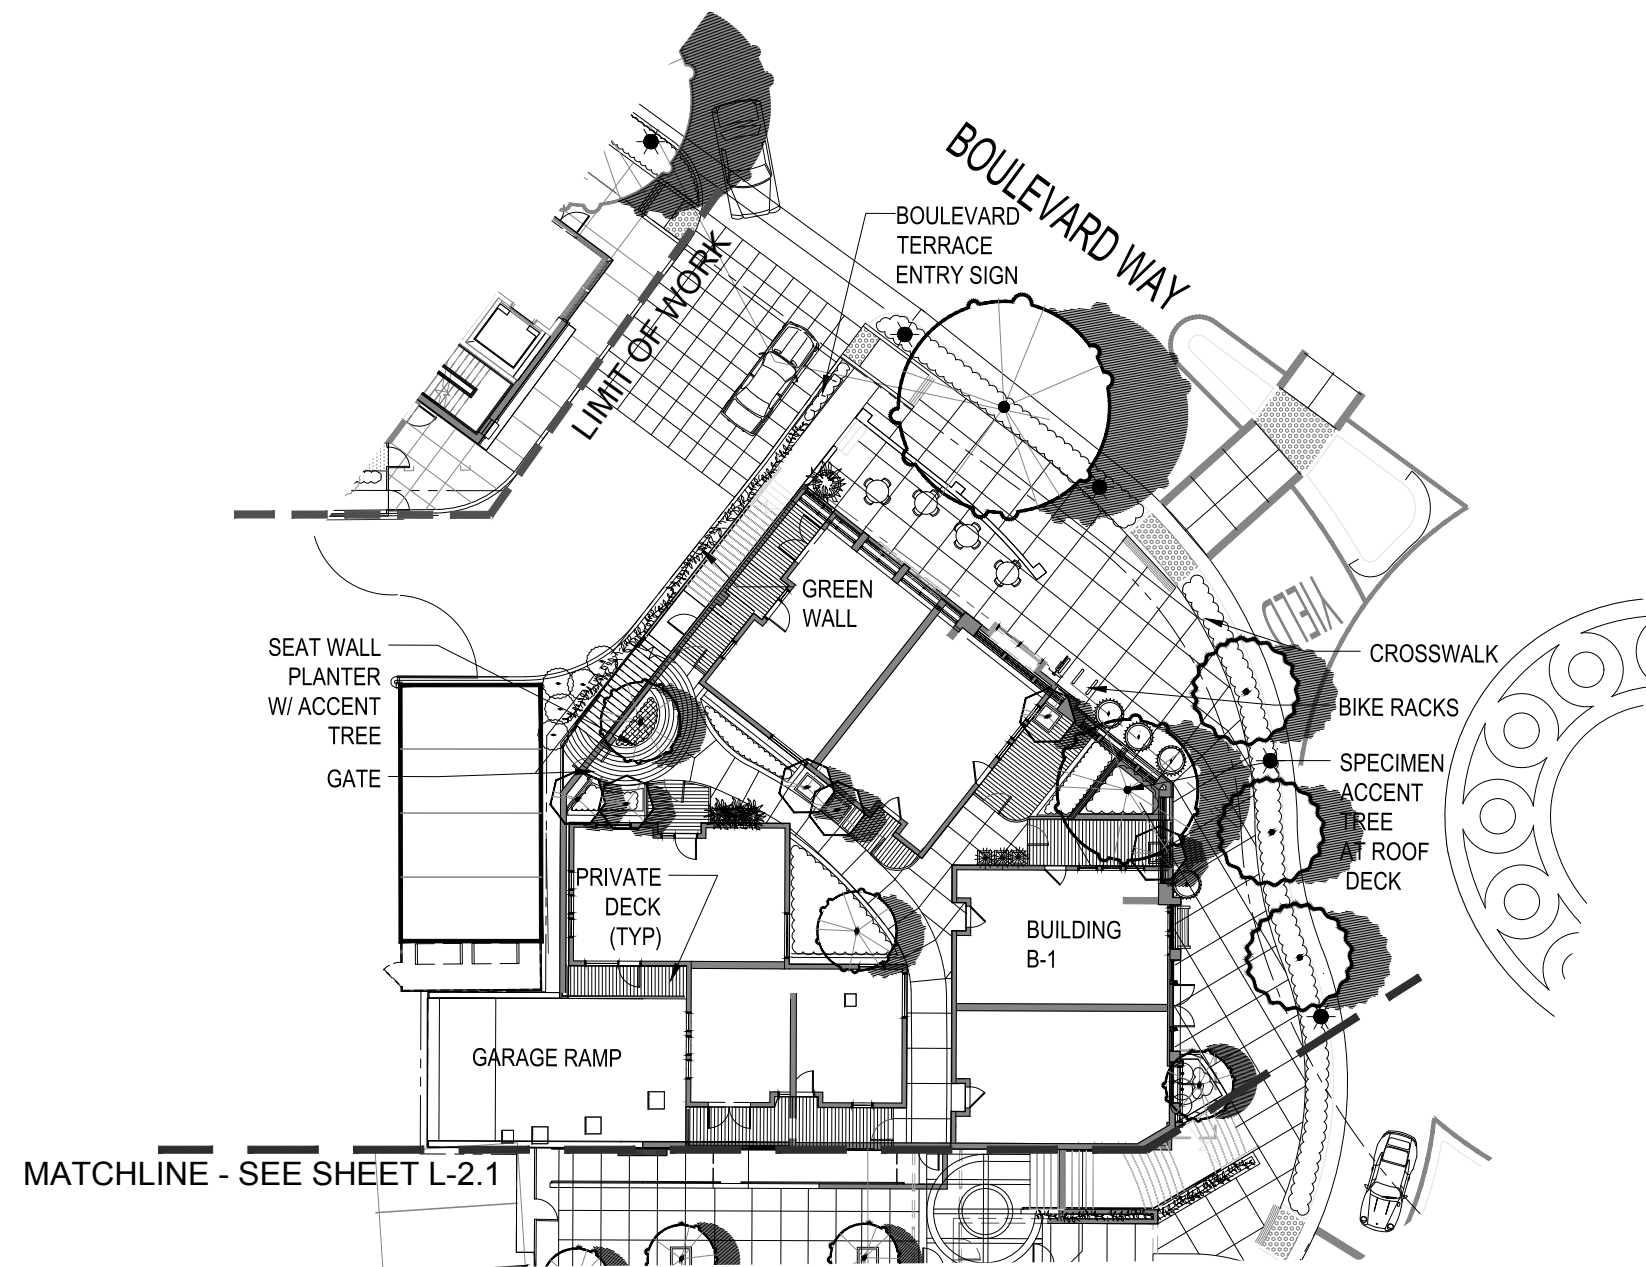 BOULEVARD WAY
BOULEVARD
TERRACE
ENTRY SIGN
LIMIT OF WORK
GREEN
WALL
YIELD
SEAT WALL
PLANTER
W/ ACCENT
TREE
GATE
CROSSWALK
BIKE RACKS
SPECIMEN
ACCENT
TREE
AT ROOF
DECK
PRIVATE
DECK
(TYP)
BUILDING
B-1
GARAGE RAMP
MATCHLINE - SEE SHEET L-2.1